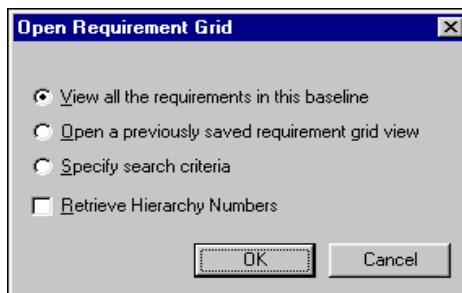 Open Requirement Grid
View all the requirements in this baseline
Open a previously saved requirement grid view
Specify search criteria
Retrieve Hierarchy Numbers
OK Cancel